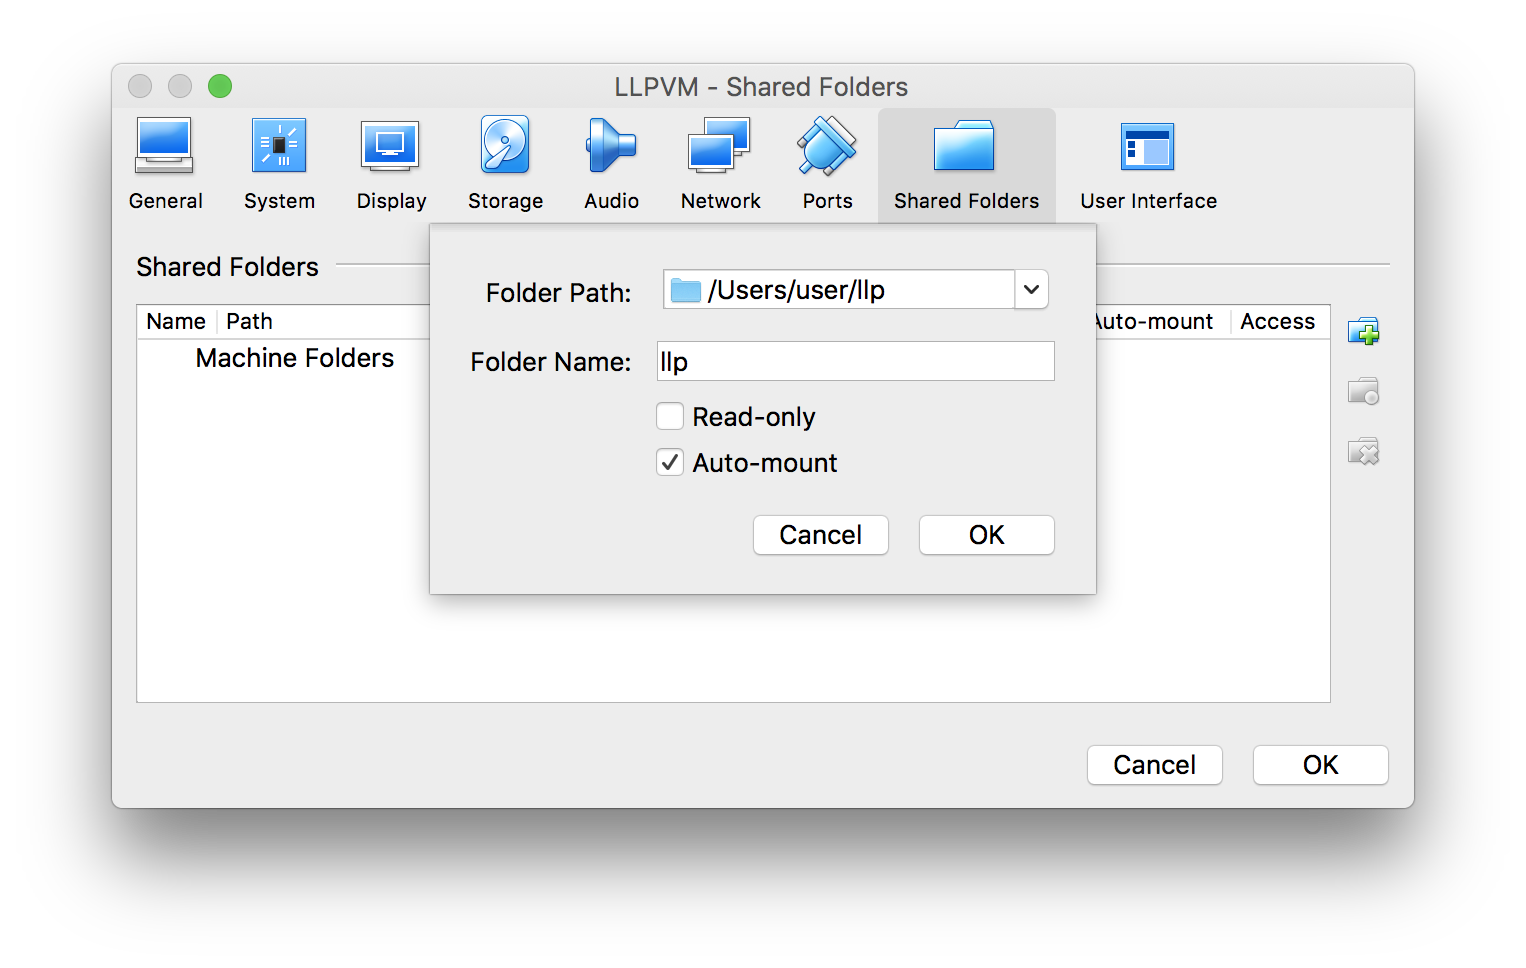 LLPVM - Shared Folders
General System Display Storage Audio Network Ports Shared Folders User Interface
Shared Folders
Folder Path: /Users/user/llp
Name Path Auto-mount Access
Machine Folders
Folder Name: llp
Read-only
Auto-mount
Cancel OK
Cancel OK